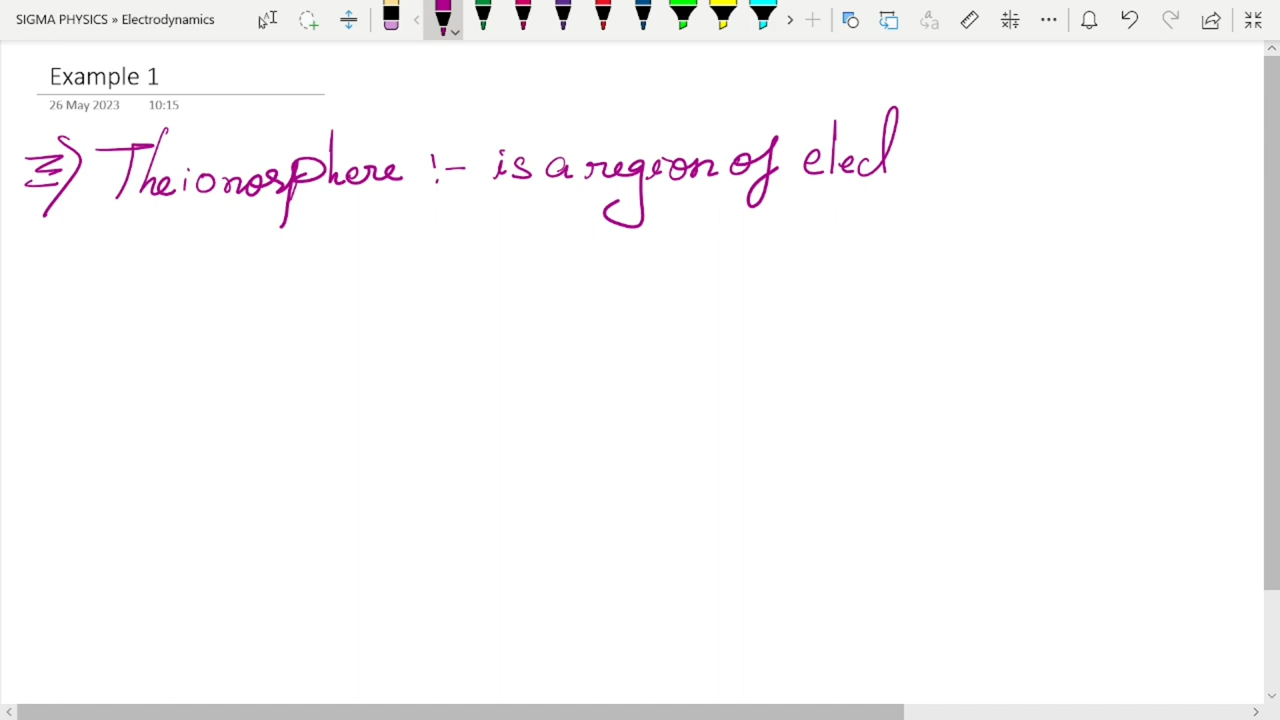 SIGMA PHYSICS » Electrodynamics
Example 1
26 May 2023 10:15
⇒) The ionosphere :- is a region of elec